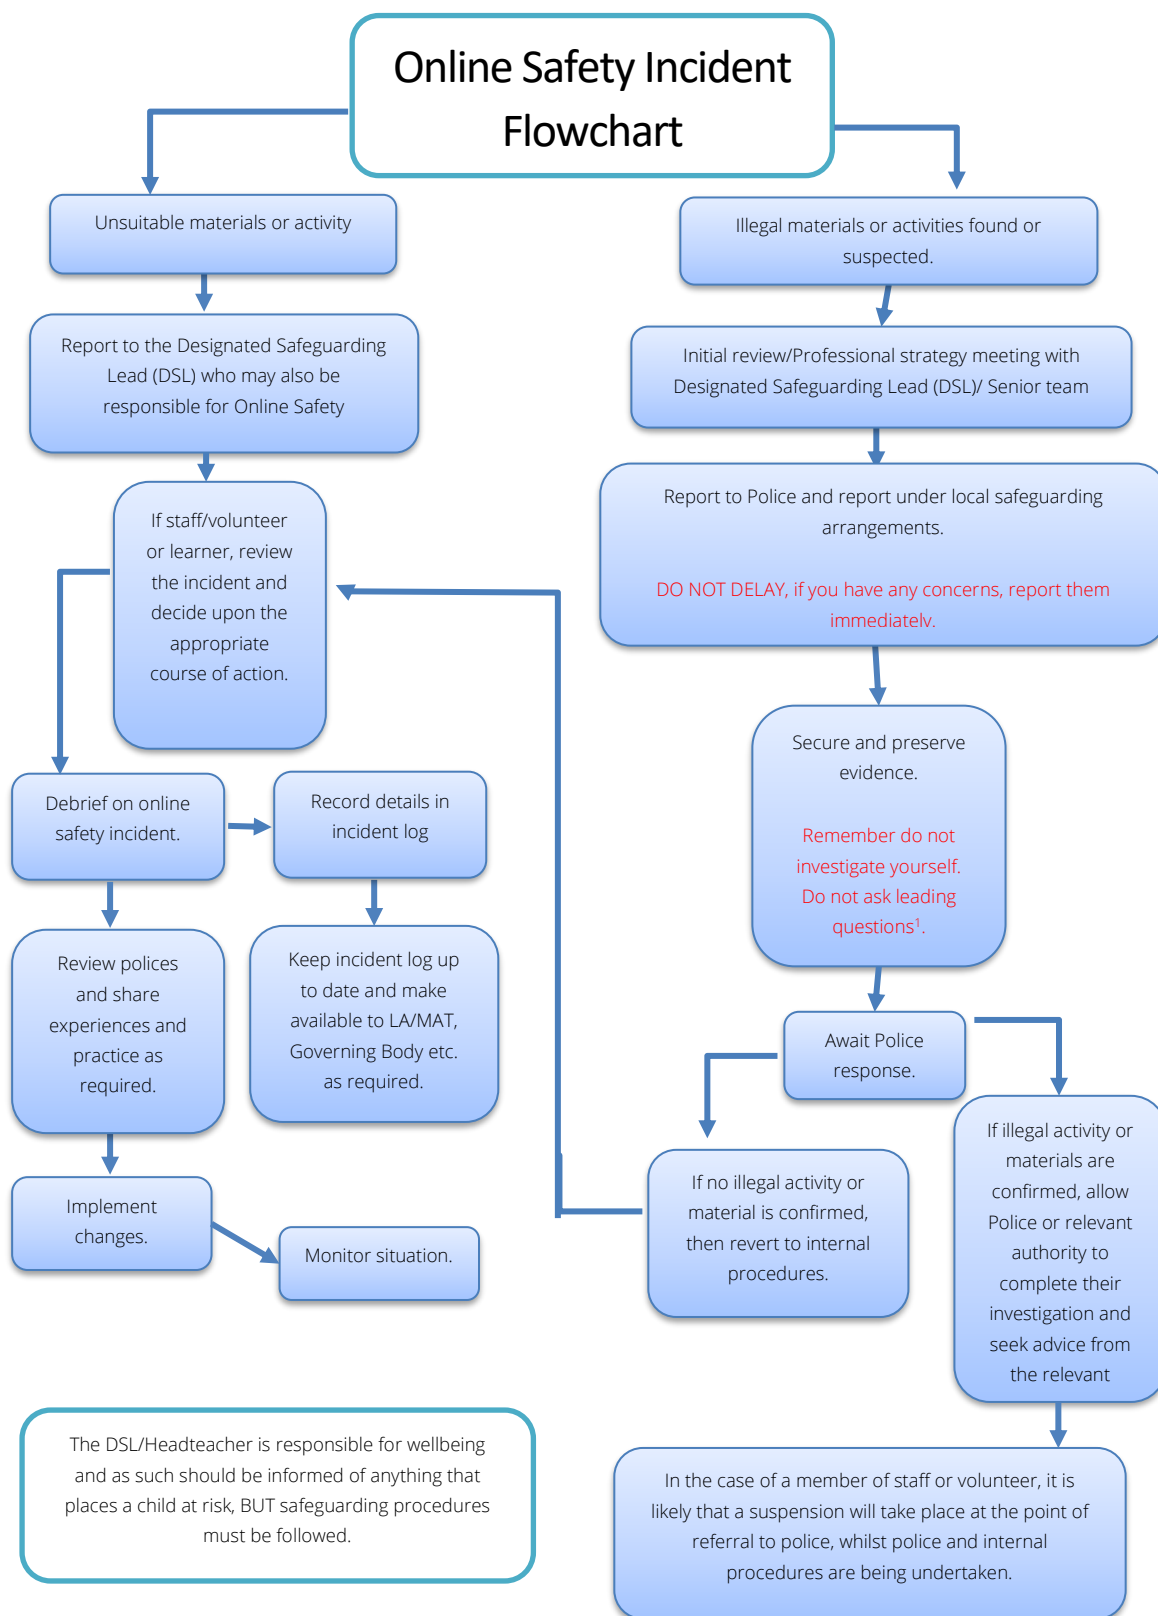 Online Safety Incident
Flowchart
Unsuitable materials or activity
Report to the Designated Safeguarding
Lead (DSL) who may also be
responsible for Online Safety
If staff/volunteer
or learner, review
the incident and
decide upon the
appropriate
course of action.
Debrief on online
safety incident.
Record details in
incident log
Review polices
and share
experiences and
practice as
required.
Keep incident log up
to date and make
available to LA/MAT,
Governing Body etc.
as required.
Implement
changes.
Monitor situation.
Illegal materials or activities found or
suspected.
Initial review/Professional strategy meeting with
Designated Safeguarding Lead (DSL)/ Senior team
Report to Police and report under local safeguarding
arrangements.
DO NOT DELAY, if you have any concerns, report them
immediately.
Secure and preserve
evidence.
Remember do not
investigate yourself.
Do not ask leading
questions¹.
Await Police
response.
If no illegal activity or
material is confirmed,
then revert to internal
procedures.
If illegal activity or
materials are
confirmed, allow
Police or relevant
authority to
complete their
investigation and
seek advice from
the relevant
In the case of a member of staff or volunteer, it is
likely that a suspension will take place at the point of
referral to police, whilst police and internal
procedures are being undertaken.
The DSL/Headteacher is responsible for wellbeing
and as such should be informed of anything that
places a child at risk, BUT safeguarding procedures
must be followed.